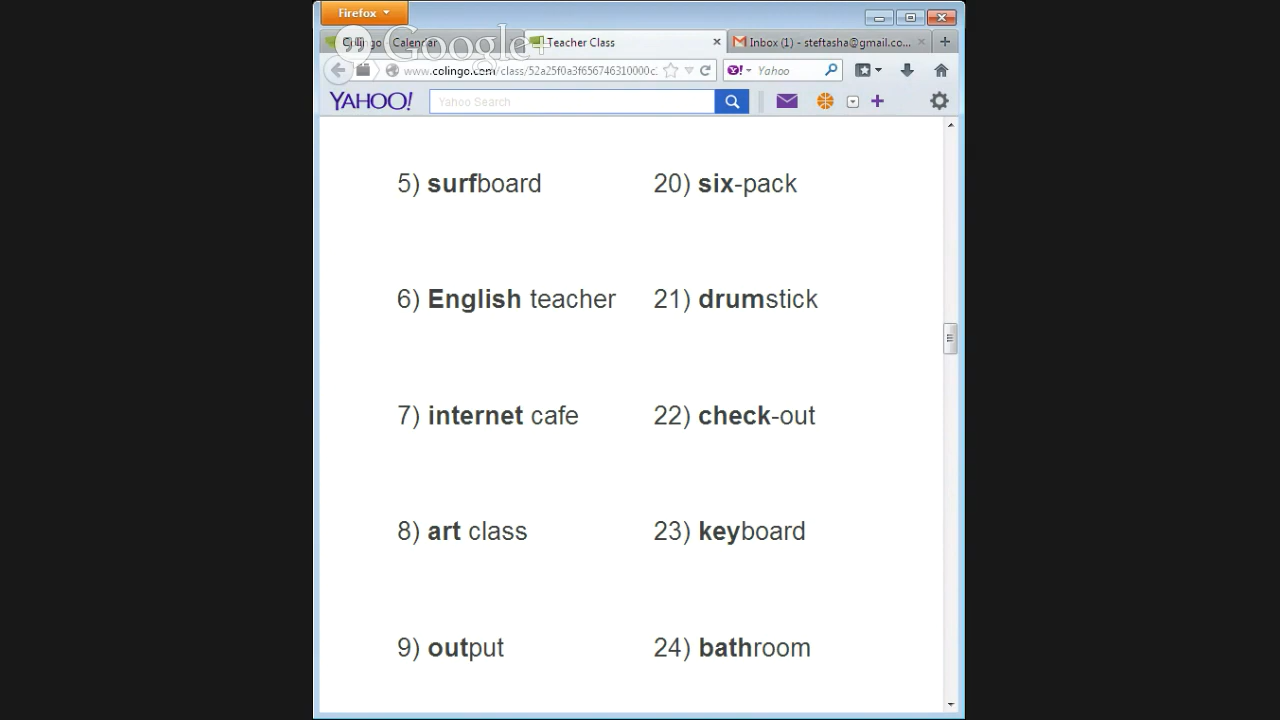 Firefox
Calendar
Google+
Teacher Class
Inbox (1) - steftasha@gmail.co...
www.colingo.com/class/52a25f0a3f656746310000c:
Yahoo
YAHOO!
Yahoo Search
5) surfboard
20) six-pack
6) English teacher
21) drumstick
7) internet cafe
22) check-out
8) art class
23) keyboard
9) output
24) bathroom